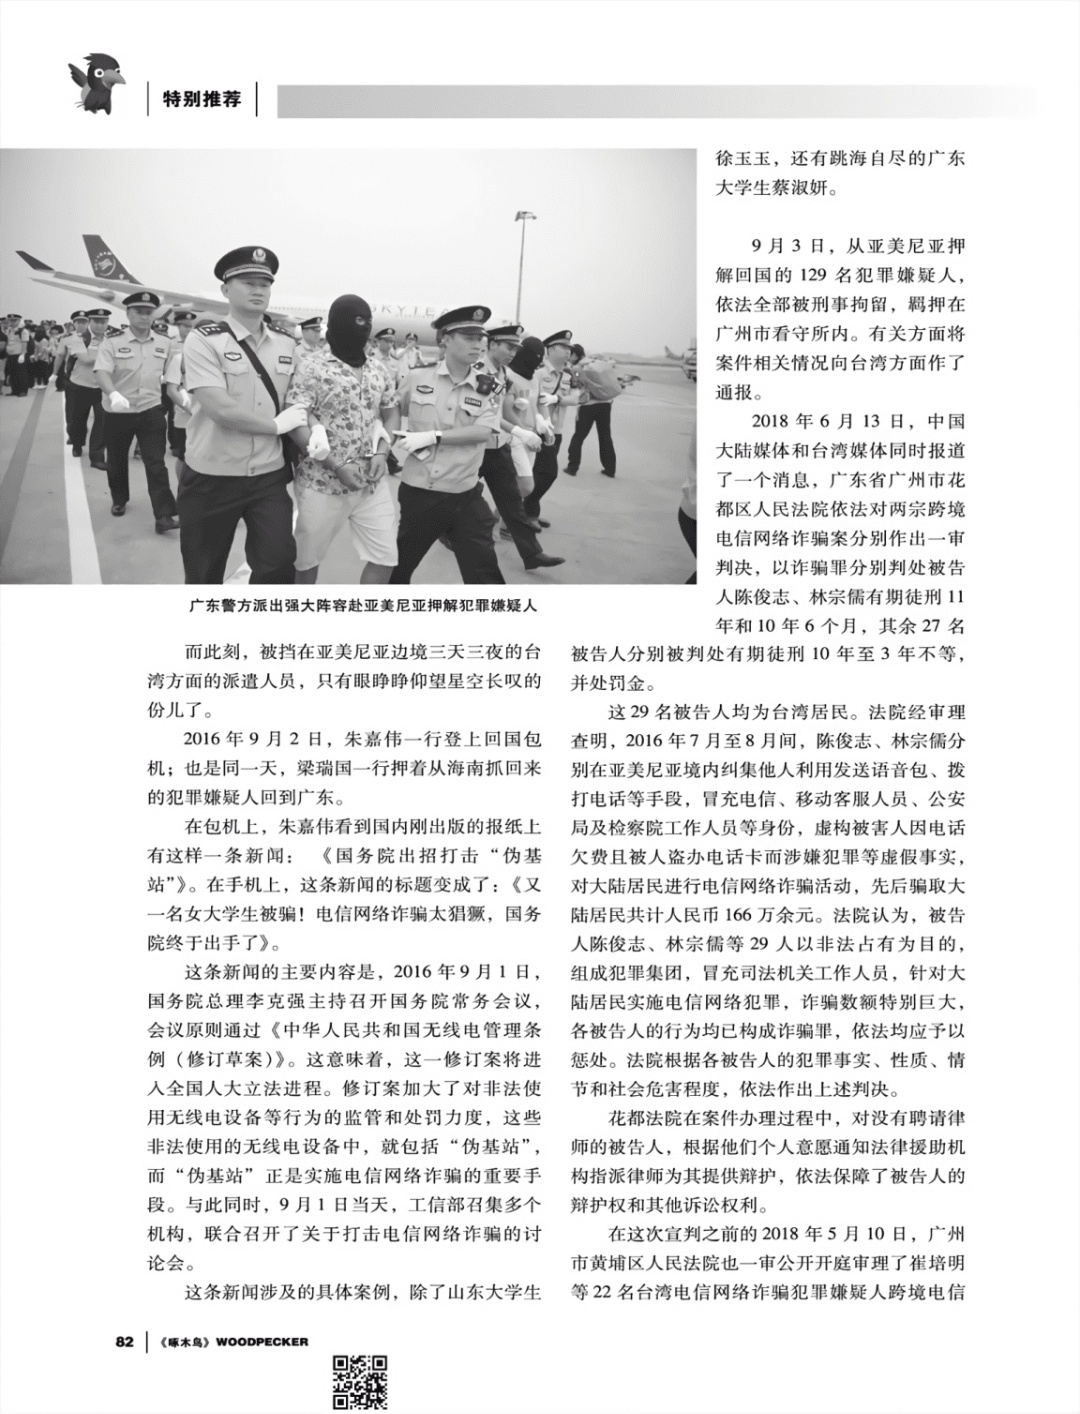 特别推荐
SKYTEA
广东警方派出强大阵容赴亚美尼亚押解犯罪嫌疑人
而此刻，被挡在亚美尼亚边境三天三夜的台
湾方面的派遣人员，只有眼睁睁仰望星空长叹的
份儿了。
2016 年 9 月 2 日，朱嘉伟一行登上回国包
机；也是同一天，梁瑞国一行押着从海南抓回来
的犯罪嫌疑人回到广东。
在包机上，朱嘉伟看到国内刚出版的报纸上
有这样一条新闻：《国务院出招打击“伪基
站”》。在手机上，这条新闻的标题变成了：《又
一名女大学生被骗！电信网络诈骗太猖獗，国务
院终于出手了》。
这条新闻的主要内容是，2016 年 9 月 1 日，
国务院总理李克强主持召开国务院常务会议，
会议原则通过《中华人民共和国无线电管理条
例（修订草案）》。这意味着，这一修订案将进
入全国人大立法进程。修订案加大了对非法使
用无线电设备等行为的监管和处罚力度，这些
非法使用的无线电设备中，就包括“伪基站”，
而“伪基站”正是实施电信网络诈骗的重要手
段。与此同时，9 月 1 日当天，工信部召集多个
机构，联合召开了关于打击电信网络诈骗的讨
论会。
这条新闻涉及的具体案例，除了山东大学生
徐玉玉，还有跳海自尽的广东
大学生蔡淑妍。
9 月 3 日，从亚美尼亚押
解回国的 129 名犯罪嫌疑人，
依法全部被刑事拘留，羁押在
广州市看守所内。有关方面将
案件相关情况向台湾方面作了
通报。
2018 年 6 月 13 日，中国
大陆媒体和台湾媒体同时报道
了一个消息，广东省广州市花
都区人民法院依法对两宗跨境
电信网络诈骗案分别作出一审
判决，以诈骗罪分别判处被告
人陈俊志、林宗儒有期徒刑 11
年和 10 年 6 个月，其余 27 名
被告人分别被判处有期徒刑 10 年至 3 年不等，
并处罚金。
这 29 名被告人均为台湾居民。法院经审理
查明，2016 年 7 月至 8 月间，陈俊志、林宗儒分
别在亚美尼亚境内纠集他人利用发送语音包、拨
打电话等手段，冒充电信、移动客服人员、公安
局及检察院工作人员等身份，虚构被害人因电话
欠费且被人盗办电话卡而涉嫌犯罪等虚假事实，
对大陆居民进行电信网络诈骗活动，先后骗取大
陆居民共计人民币 166 万余元。法院认为，被告
人陈俊志、林宗儒等 29 人以非法占有为目的，
组成犯罪集团，冒充司法机关工作人员，针对大
陆居民实施电信网络犯罪，诈骗数额特别巨大，
各被告人的行为均已构成诈骗罪，依法均应予以
惩处。法院根据各被告人的犯罪事实、性质、情
节和社会危害程度，依法作出上述判决。
花都法院在案件办理过程中，对没有聘请律
师的被告人，根据他们个人意愿通知法律援助机
构指派律师为其提供辩护，依法保障了被告人的
辩护权和其他诉讼权利。
在这次宣判之前的 2018 年 5 月 10 日，广州
市黄埔区人民法院也一审公开开庭审理了崔培明
等 22 名台湾电信网络诈骗犯罪嫌疑人跨境电信
82 《啄木鸟》WOODPECKER